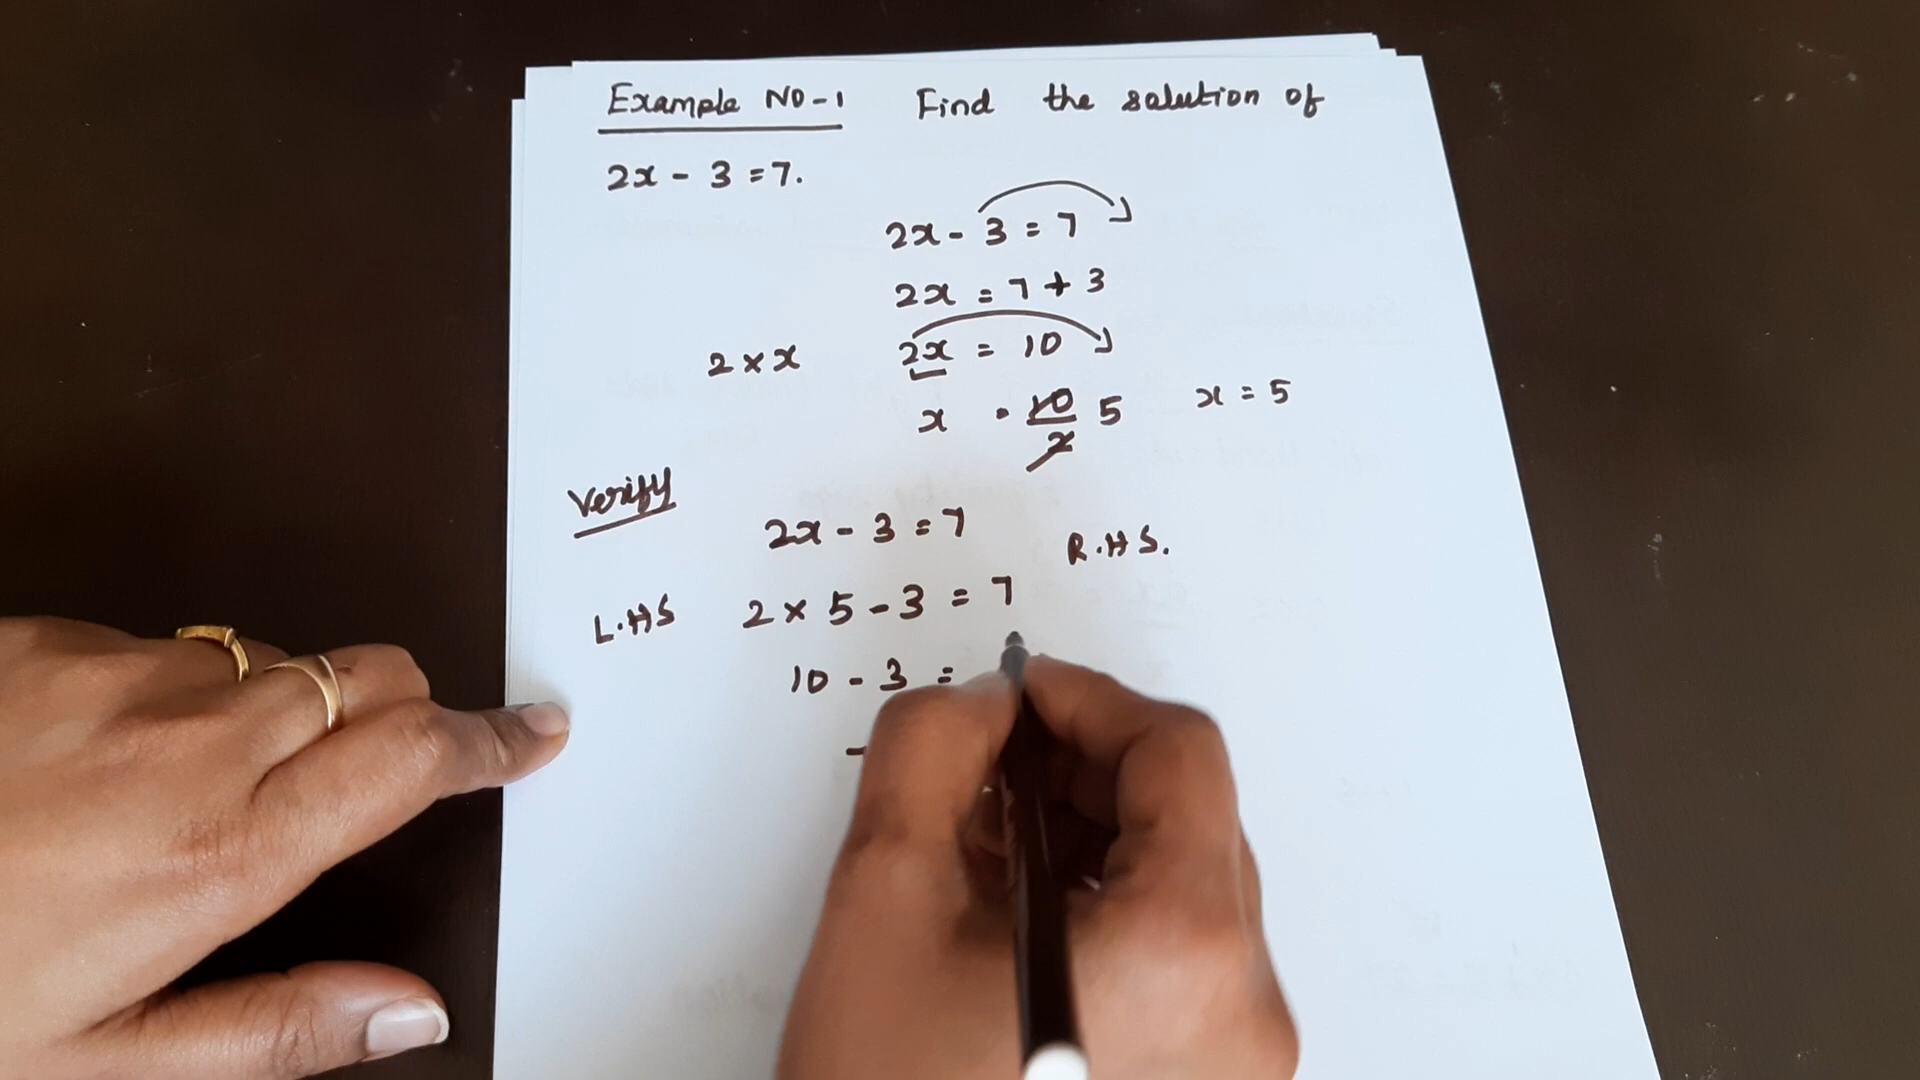 Example NO-1 Find the solution of
2x - 3 = 7.
2x - 3 = 7
2x = 7 + 3
2 × x 2x = 10
x = 10/2 5 x = 5
Verify
2x - 3 = 7 R.HS.
L.HS 2 × 5 - 3 = 7
10 - 3 =